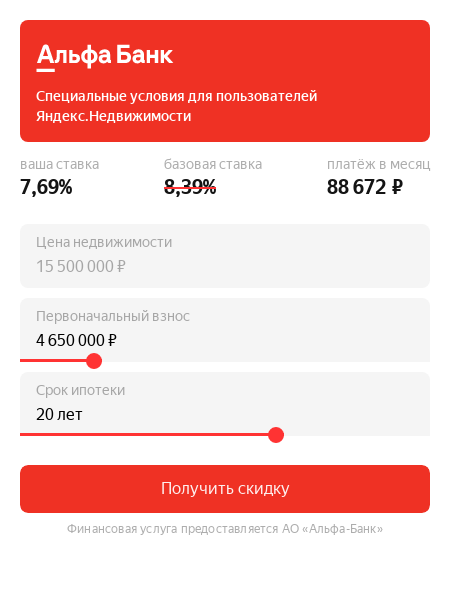 Альфа Банк
Специальные условия для пользователей
Яндекс.Недвижимости
ваша ставка базовая ставка платёж в месяц
7,69% 8,39% 88 672 ₽
Цена недвижимости
15 500 000 ₽
Первоначальный взнос
4 650 000 ₽
Срок ипотеки
20 лет
Получить скидку
Финансовая услуга предоставляется АО «Альфа-Банк»